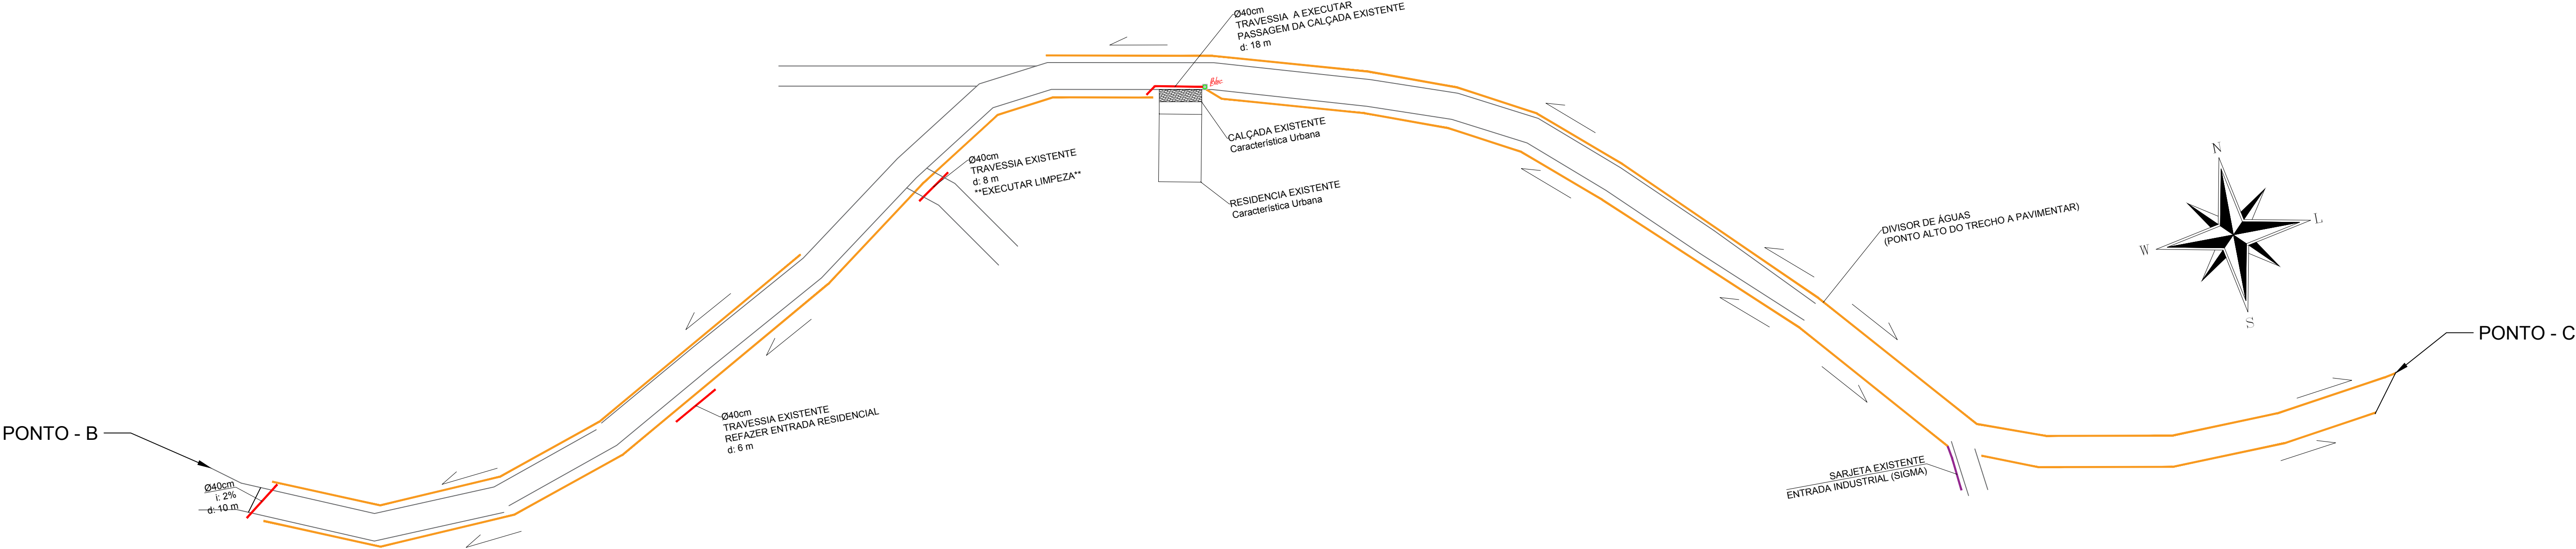 Ø40cm
TRAVESSIA A EXECUTAR
PASSAGEM DA CALÇADA EXISTENTE
d: 18 m
Bloc
CALÇADA EXISTENTE
Característica Urbana
Ø40cm
TRAVESSIA EXISTENTE
d: 8 m
**EXECUTAR LIMPEZA**
RESIDENCIA EXISTENTE
Característica Urbana
DIVISOR DE ÁGUAS
(PONTO ALTO DO TRECHO A PAVIMENTAR)
N
L
W
S
PONTO - C
Ø40cm
TRAVESSIA EXISTENTE
REFAZER ENTRADA RESIDENCIAL
d: 6 m
PONTO - B
Ø40cm
i: 2%
d: 10 m
SARJETA EXISTENTE
ENTRADA INDUSTRIAL (SIGMA)